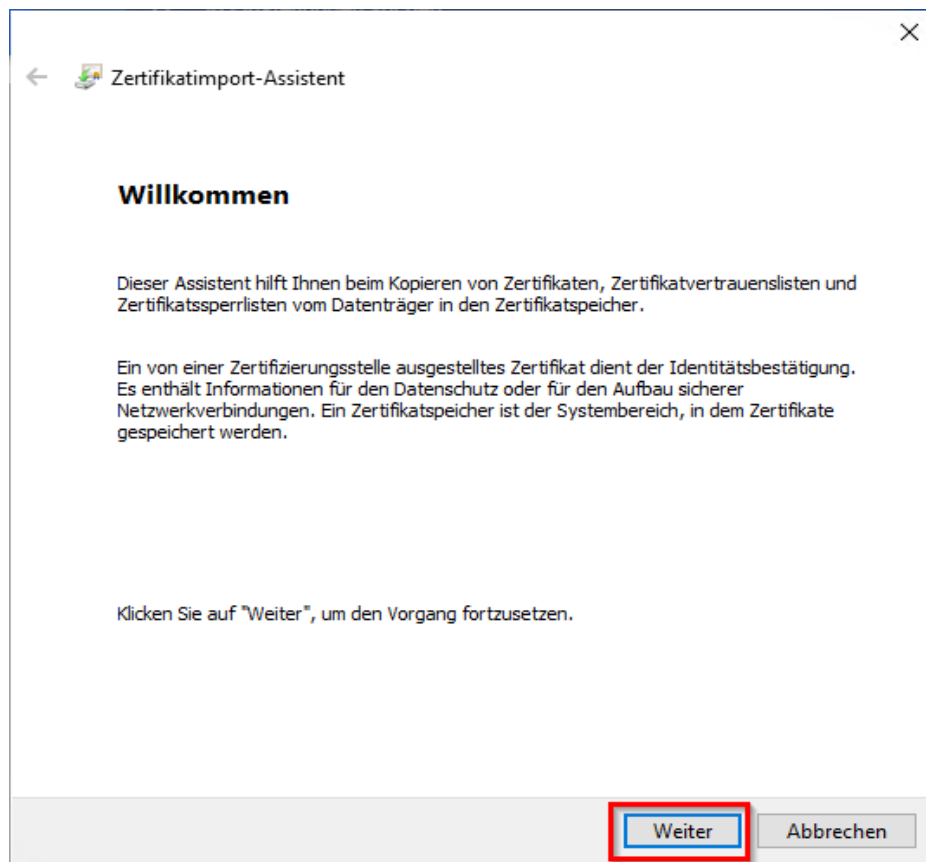 Zertifikatimport-Assistent
Willkommen
Dieser Assistent hilft Ihnen beim Kopieren von Zertifikaten, Zertifikatvertrauenslisten und
Zertifikatssperrlisten vom Datenträger in den Zertifikatspeicher.
Ein von einer Zertifizierungsstelle ausgestelltes Zertifikat dient der Identitätsbestätigung.
Es enthält Informationen für den Datenschutz oder für den Aufbau sicherer
Netzwerkverbindungen. Ein Zertifikatspeicher ist der Systembereich, in dem Zertifikate
gespeichert werden.
Klicken Sie auf "Weiter", um den Vorgang fortzusetzen.
Weiter Abbrechen